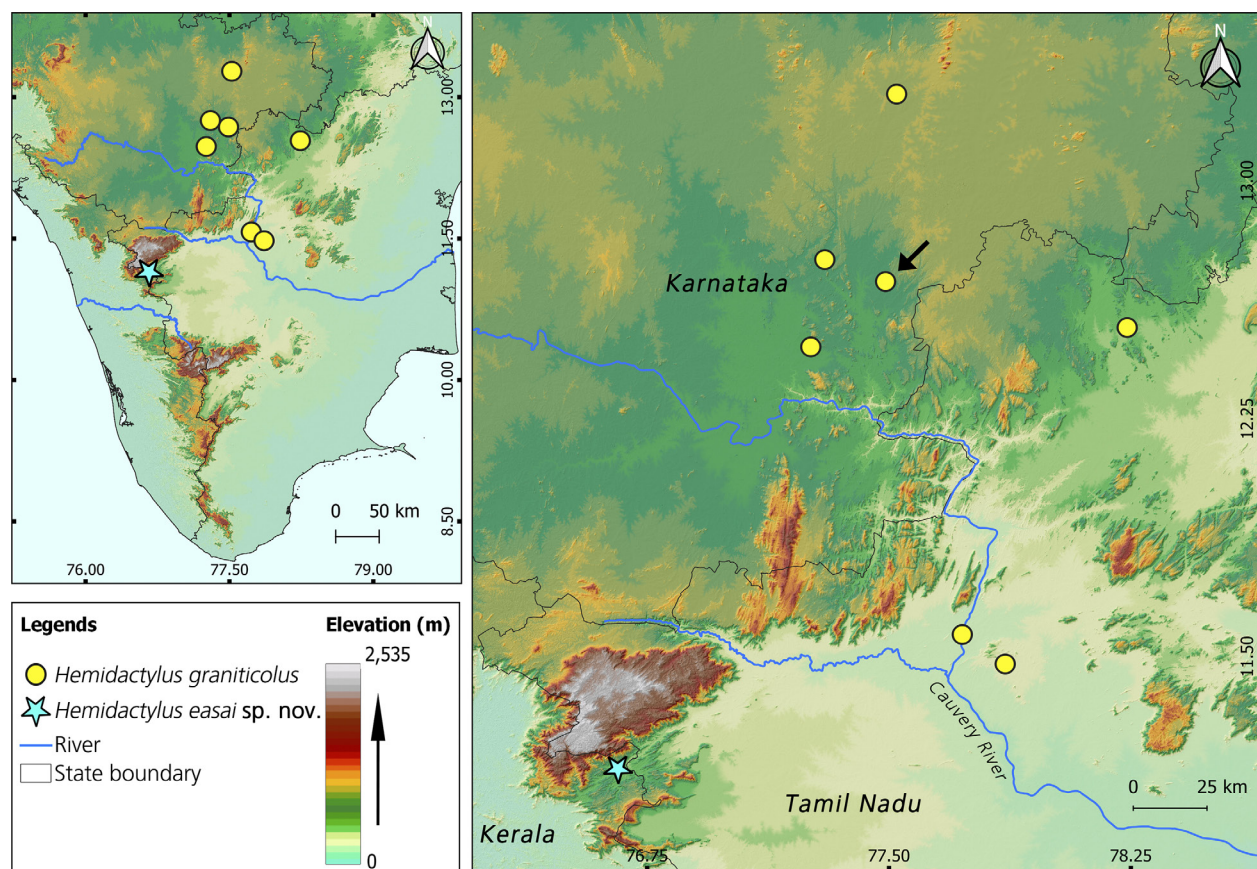 N
13.00
11.50
10.00
8.50
0 50 km
76.00 77.50 79.00
Legends
Elevation (m)
2,535
Hemidactylus graniticolus
Hemidactylus easai sp. nov.
River
State boundary
0
N
13.00
Karnataka
12.25
11.50
Cauvery River
0 25 km
Tamil Nadu
Kerala
76.75 77.50 78.25